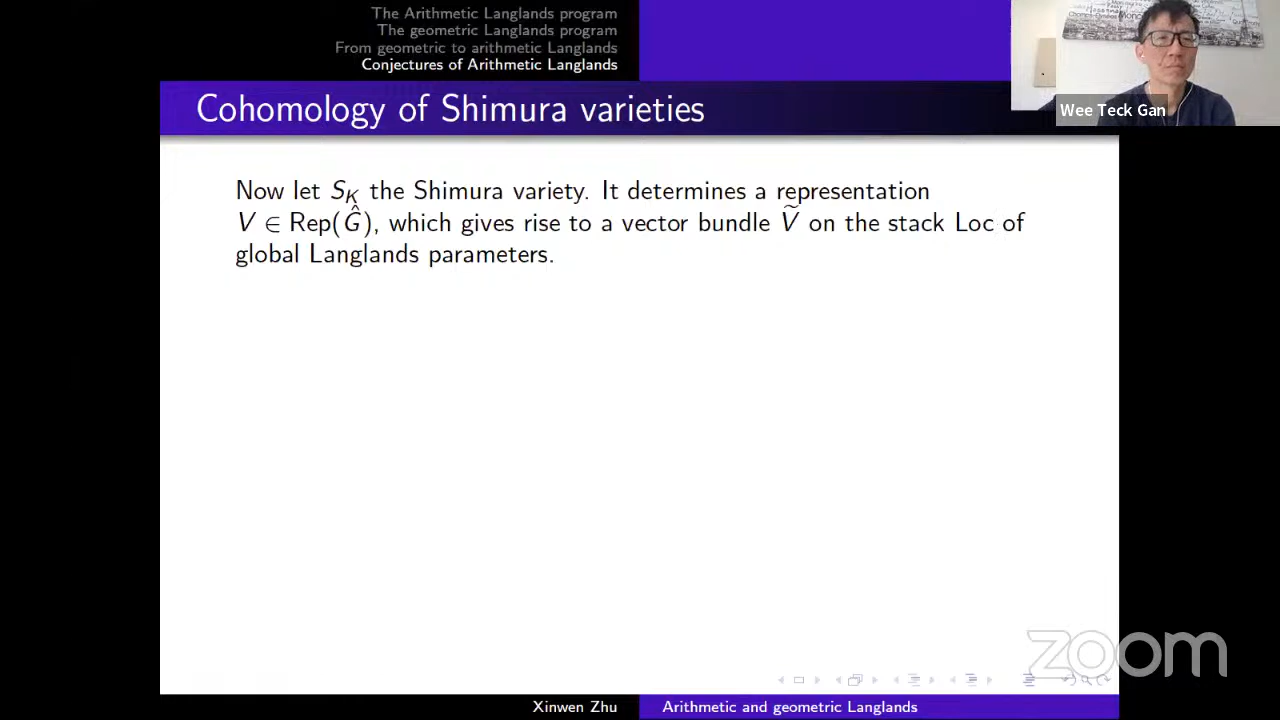 The Arithmetic Langlands program
The geometric Langlands program
From geometric to arithmetic Langlands
Conjectures of Arithmetic Langlands
Wee Teck Gan
Cohomology of Shimura varieties
Now let S_K the Shimura variety. It determines a representation
V ∈ Rep(Ĝ), which gives rise to a vector bundle Ṽ on the stack Loc of
global Langlands parameters.
zoom
Xinwen Zhu
Arithmetic and geometric Langlands